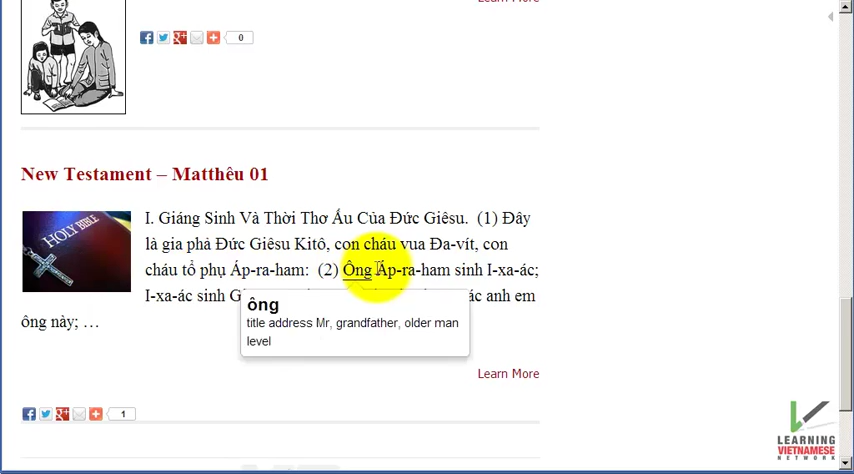 Learn More
0
New Testament – Matthêu 01
HOLY BIBLE
I. Giáng Sinh Và Thời Thơ Ấu Của Đức Giêsu. (1) Đây
là gia phả Đức Giêsu Kitô, con cháu vua Đa-vít, con
cháu tổ phụ Áp-ra-ham: (2) Ông Áp-ra-ham sinh I-xa-ác;
I-xa-ác sinh ác anh em
ông này; …
ông
title address Mr, grandfather, older man
level
Learn More
1
LEARNING
VIETNAMESE
NETWORK